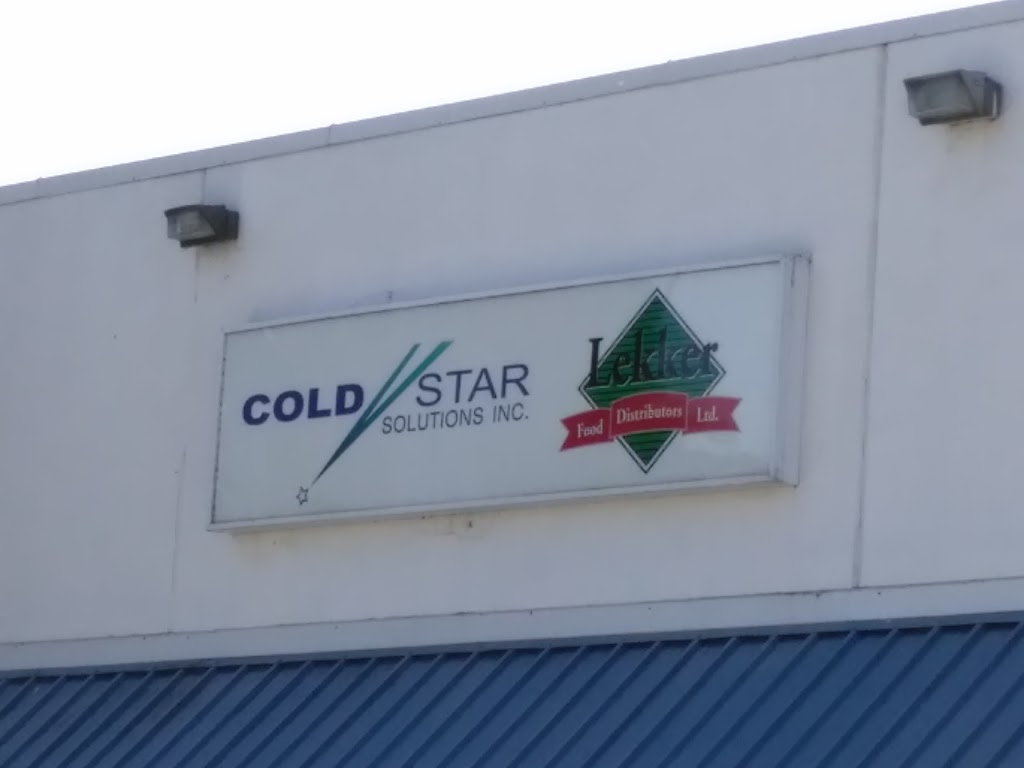 COLD STAR
SOLUTIONS INC.
Lekker
Food Distributors Ltd.